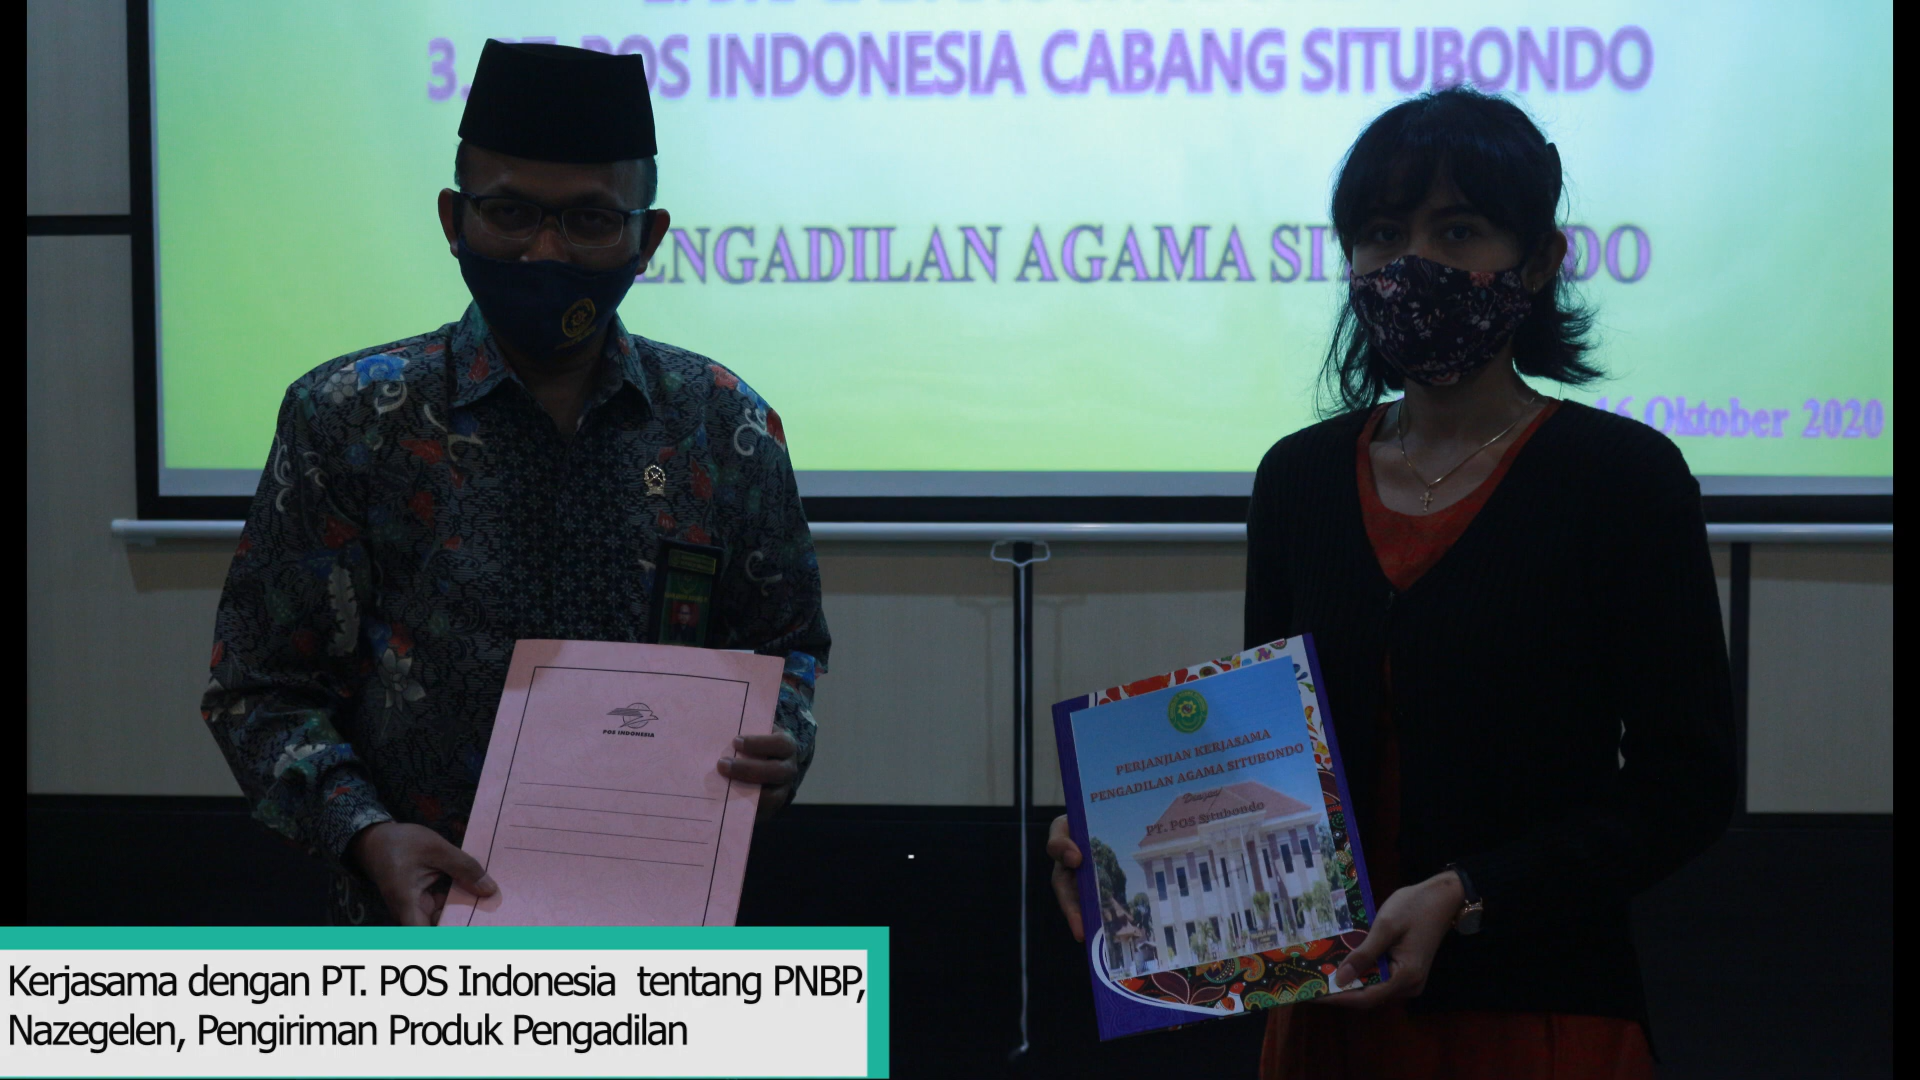 3. PT. POS INDONESIA CABANG SITUBONDO
ENGADILAN AGAMA SIT
DO
16 Oktober 2020
POS INDONESIA
PERJANJIAN KERJASAMA
PENGADILAN AGAMA SITUBONDO
Dengan
PT. POS Situbondo
Kerjasama dengan PT. POS Indonesia tentang PNBP,
Nazegelen, Pengiriman Produk Pengadilan